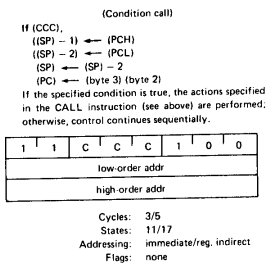 (Condition call)
If (CCC),
((SP) – 1) ← (PCH)
((SP) – 2) ← (PCL)
(SP) ← (SP) – 2
(PC) ← (byte 3) (byte 2)
If the specified condition is true, the actions specified
in the CALL instruction (see above) are performed;
otherwise, control continues sequentially.
1 1 C C C 1 0 0
low-order addr
high-order addr
Cycles: 3/5
States: 11/17
Addressing: immediate/reg. indirect
Flags: none